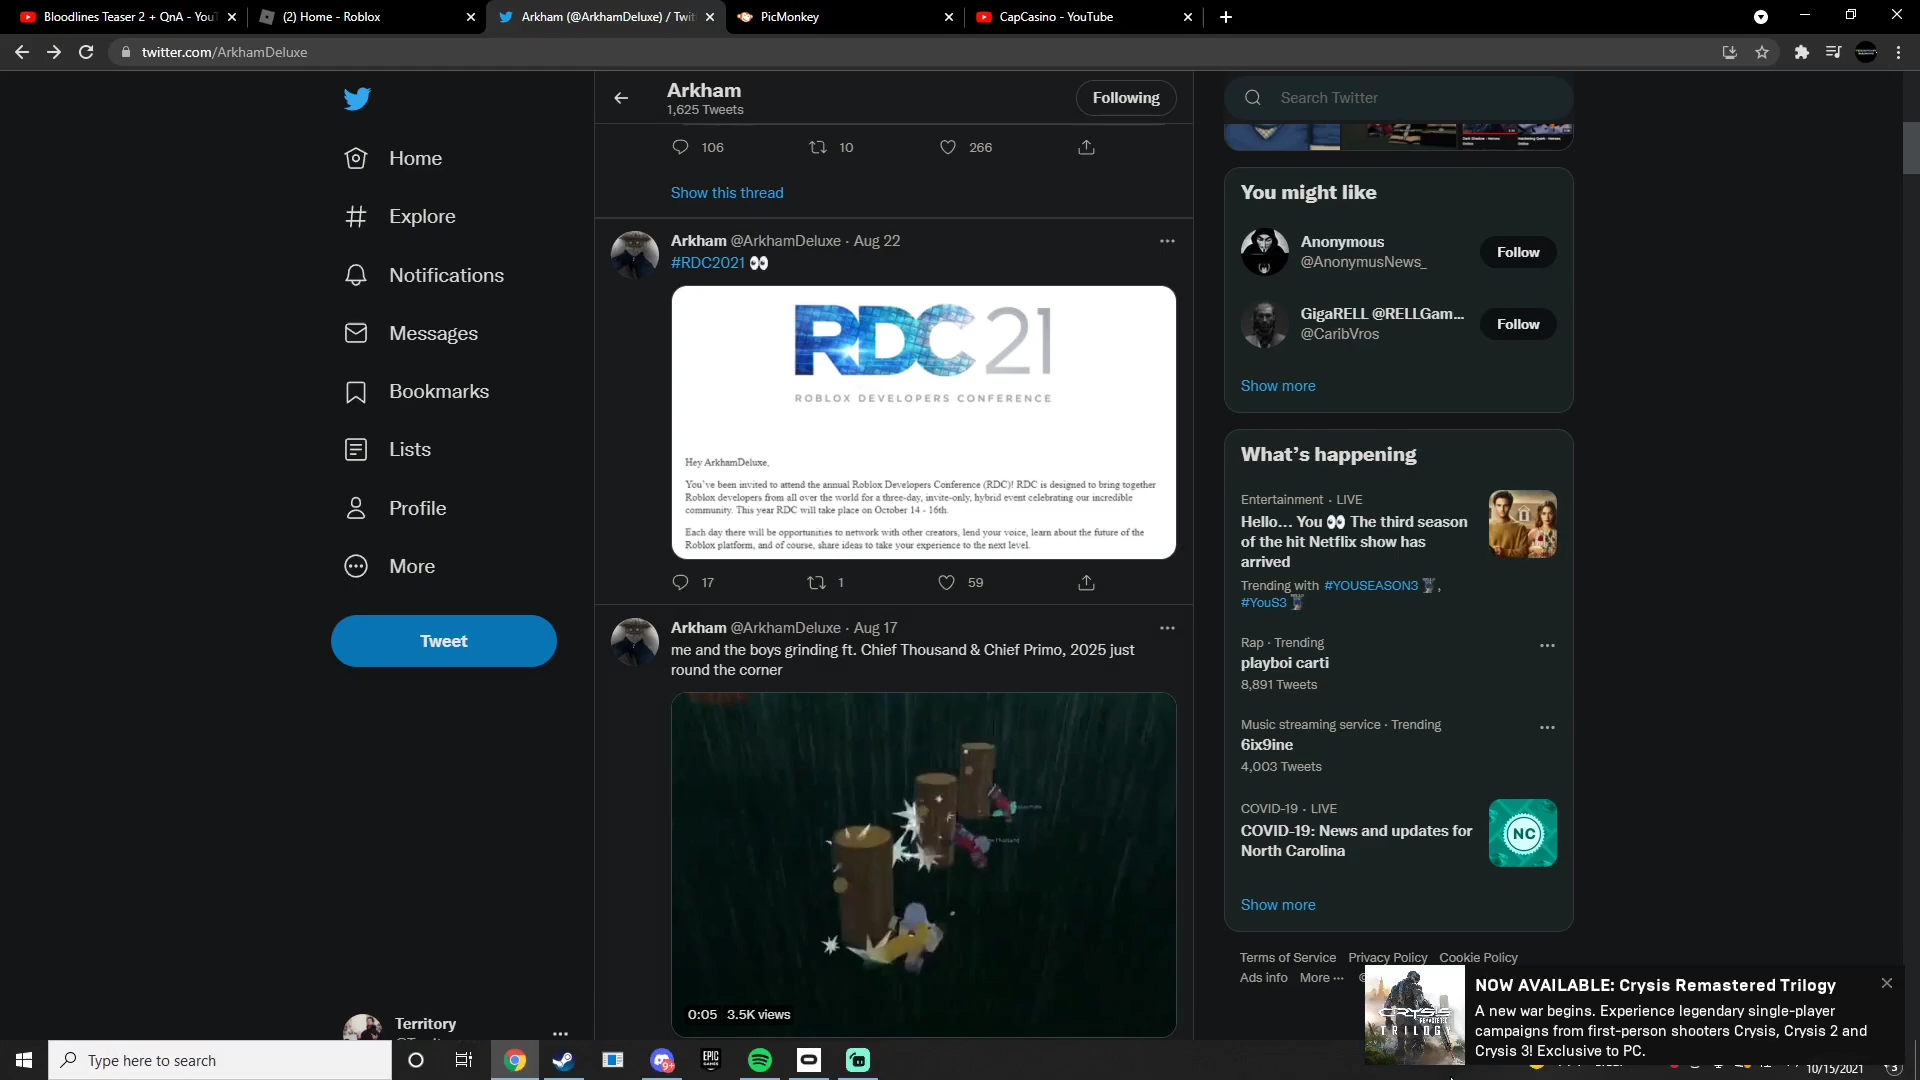 Bloodlines Teaser 2 + QnA - YouT
(2) Home - Roblox
Arkham (@ArkhamDeluxe) / Twit
PicMonkey
CapCasino - YouTube
twitter.com/ArkhamDeluxe
Home
Explore
Notifications
Messages
Bookmarks
Lists
Profile
More
Tweet
Territory
Arkham
1,625 Tweets
Following
106
10
266
Show this thread
Arkham @ArkhamDeluxe · Aug 22
#RDC2021 👀
RDC 21
ROBLOX DEVELOPERS CONFERENCE
Hey ArkhamDeluxe,
You've been invited to attend the annual Roblox Developers Conference (RDC)! RDC is designed to bring together
Roblox developers from all over the world for a three-day, invite-only, hybrid event celebrating our incredible
community. This year RDC will take place on October 14 - 16th.
Each day there will be opportunities to network with other creators, lend your voice, learn about the future of the
Roblox platform, and of course, share ideas to take your experience to the next level.
17
1
59
Arkham @ArkhamDeluxe · Aug 17
me and the boys grinding ft. Chief Thousand & Chief Primo, 2025 just
round the corner
0:05 3.5K views
Search Twitter
You might like
Anonymous
@AnonymusNews_
Follow
GigaRELL @RELLGam...
@CaribVros
Follow
Show more
What's happening
Entertainment · LIVE
Hello... You 👀 The third season
of the hit Netflix show has
arrived
Trending with #YOUSEASON3 ,
#YouS3
Rap · Trending
playboi carti
8,891 Tweets
Music streaming service · Trending
6ix9ine
4,003 Tweets
COVID-19 · LIVE
COVID-19: News and updates for
North Carolina
NC
Show more
Terms of Service Privacy Policy Cookie Policy
Ads info More ···
CRYSIS
REMASTERED
TRILOGY
NOW AVAILABLE: Crysis Remastered Trilogy
A new war begins. Experience legendary single-player
campaigns from first-person shooters Crysis, Crysis 2 and
Crysis 3! Exclusive to PC.
Type here to search
9+
EPIC
GAMES
10/15/2021
3